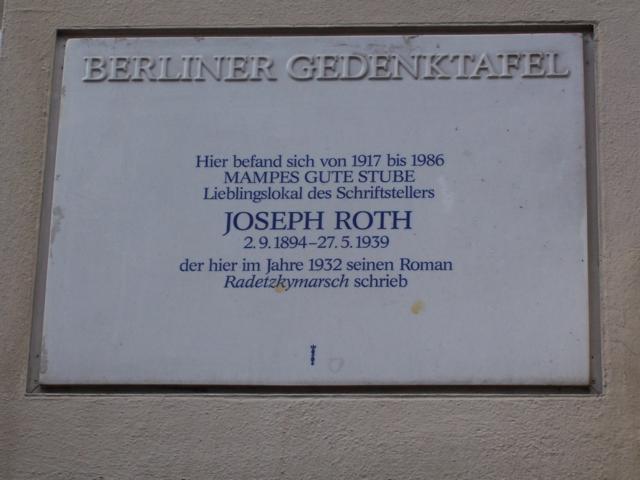 BERLINER GEDENKTAFEL
Hier befand sich von 1917 bis 1986
MAMPES GUTE STUBE
Lieblingslokal des Schriftstellers
JOSEPH ROTH
2.9.1894–27.5.1939
der hier im Jahre 1932 seinen Roman
Radetzkymarsch schrieb